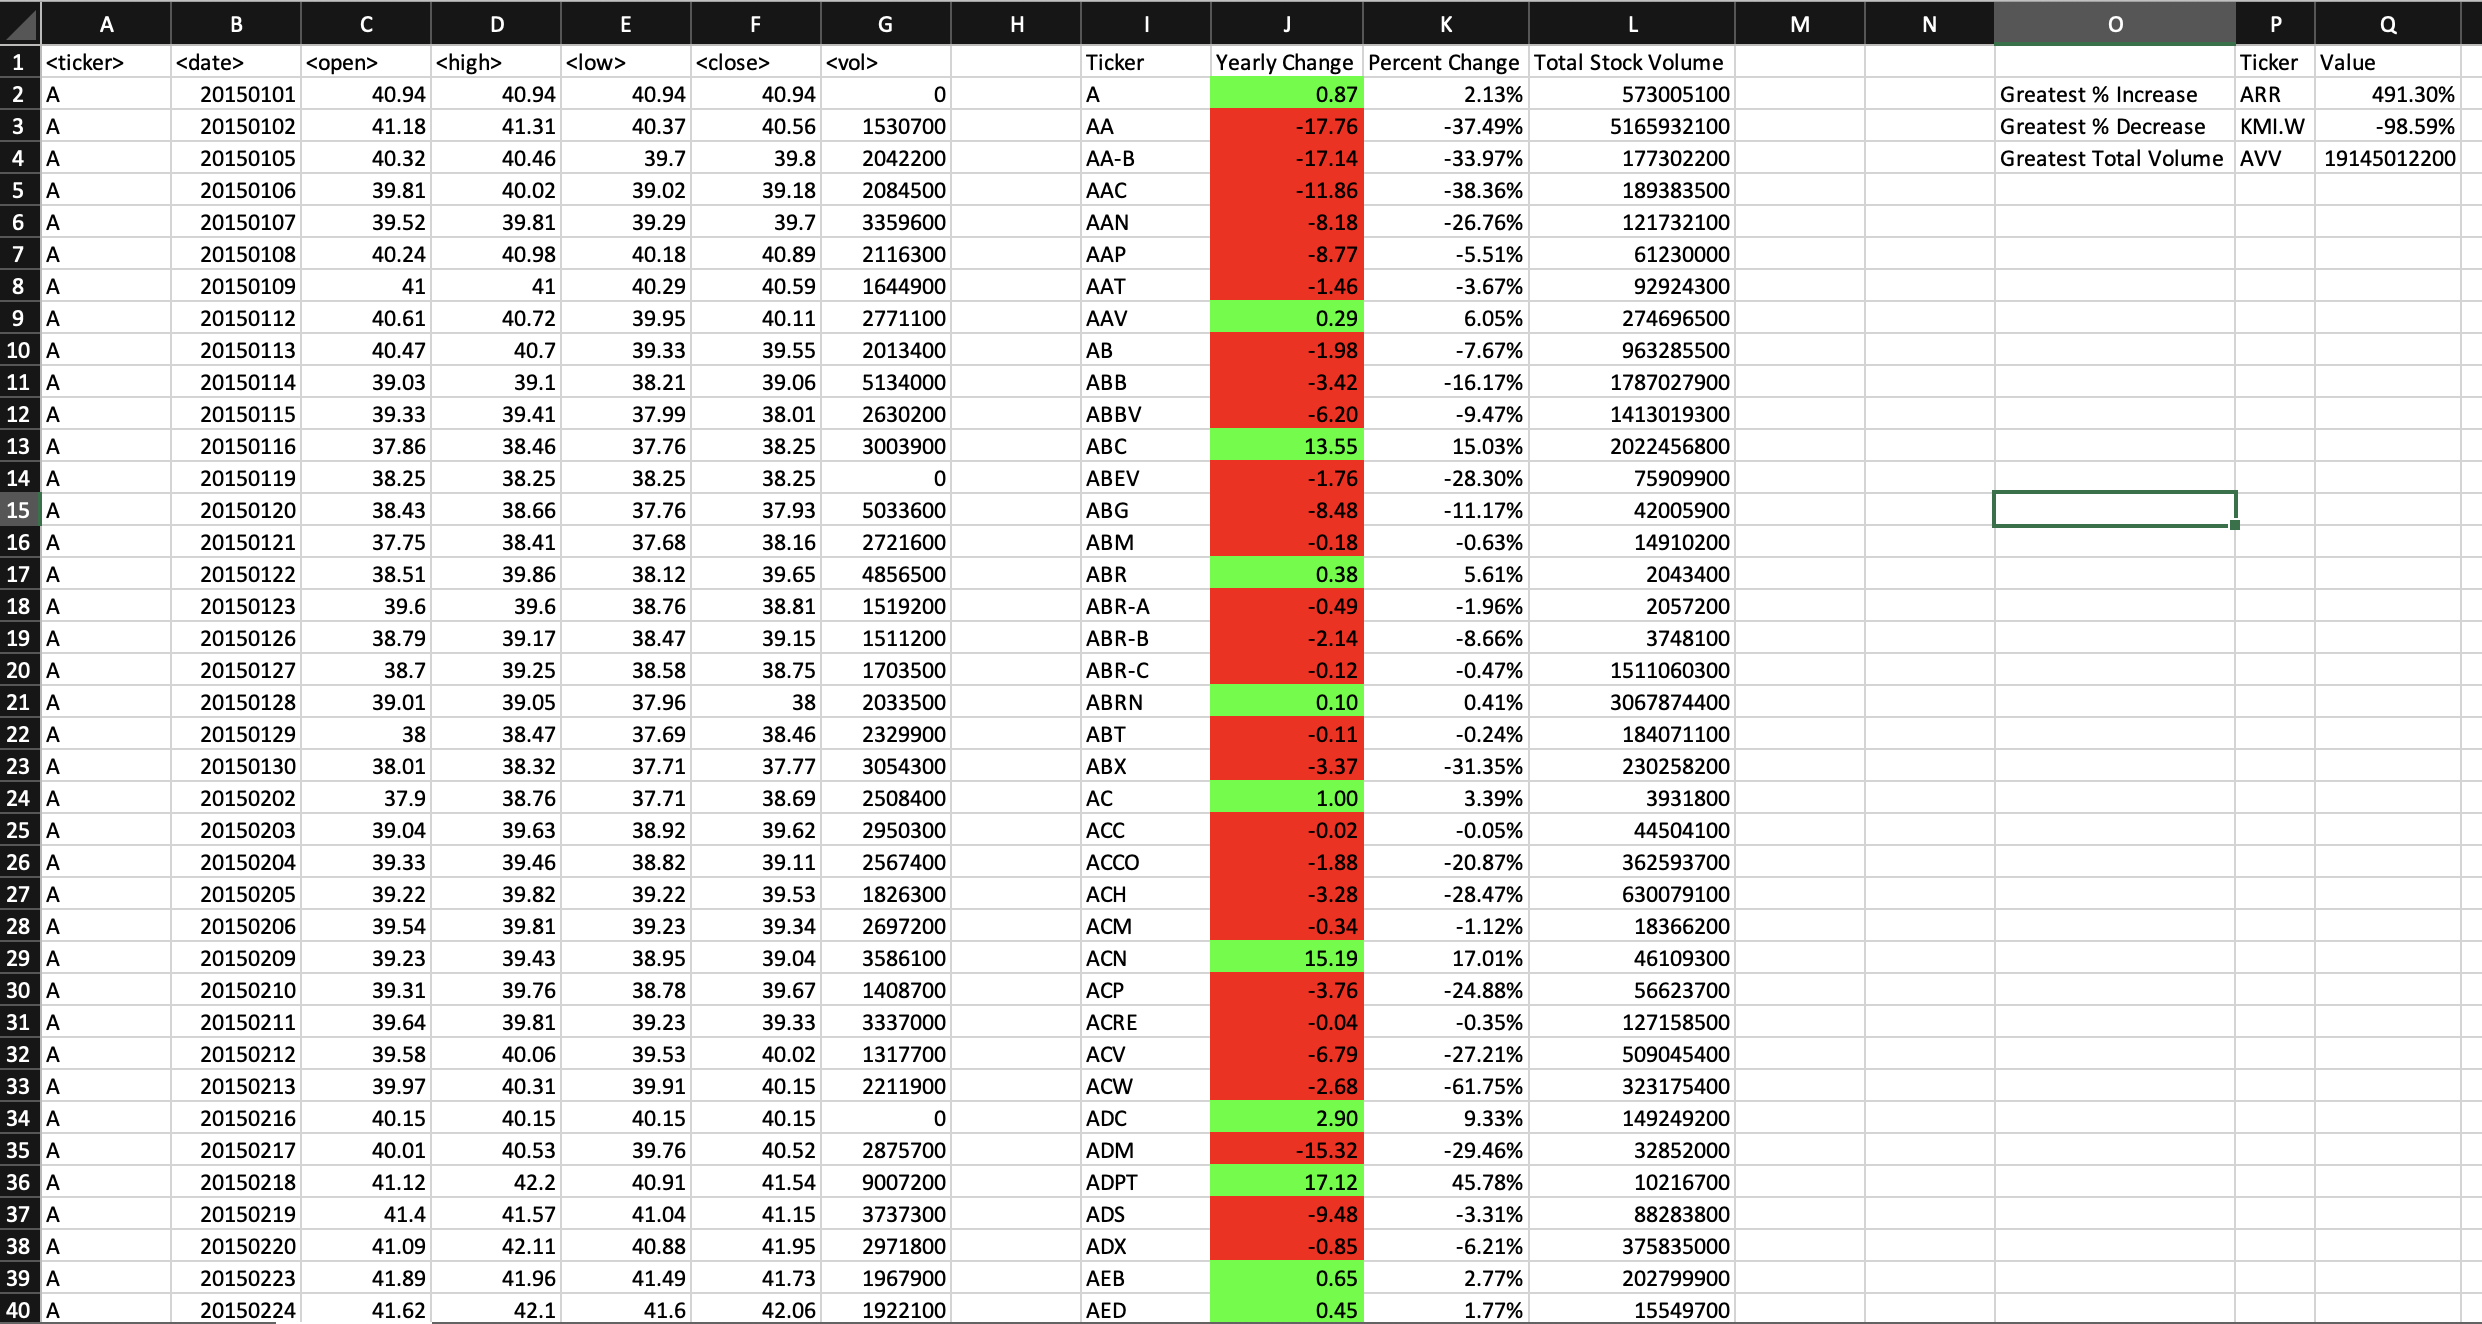 A B C D E F G H I J K L M N O P Q
1 <ticker> <date> <open> <high> <low> <close> <vol> Ticker Yearly Change Percent Change Total Stock Volume Ticker Value
2 A 20150101 40.94 40.94 40.94 40.94 0 A 0.87 2.13% 573005100 Greatest % Increase ARR 491.30%
3 A 20150102 41.18 41.31 40.37 40.56 1530700 AA -17.76 -37.49% 5165932100 Greatest % Decrease KMI.W -98.59%
4 A 20150105 40.32 40.46 39.7 39.8 2042200 AA-B -17.14 -33.97% 177302200 Greatest Total Volume AVV 19145012200
5 A 20150106 39.81 40.02 39.02 39.18 2084500 AAC -11.86 -38.36% 189383500
6 A 20150107 39.52 39.81 39.29 39.7 3359600 AAN -8.18 -26.76% 121732100
7 A 20150108 40.24 40.98 40.18 40.89 2116300 AAP -8.77 -5.51% 61230000
8 A 20150109 41 41 40.29 40.59 1644900 AAT -1.46 -3.67% 92924300
9 A 20150112 40.61 40.72 39.95 40.11 2771100 AAV 0.29 6.05% 274696500
10 A 20150113 40.47 40.7 39.33 39.55 2013400 AB -1.98 -7.67% 963285500
11 A 20150114 39.03 39.1 38.21 39.06 5134000 ABB -3.42 -16.17% 1787027900
12 A 20150115 39.33 39.41 37.99 38.01 2630200 ABBV -6.20 -9.47% 1413019300
13 A 20150116 37.86 38.46 37.76 38.25 3003900 ABC 13.55 15.03% 2022456800
14 A 20150119 38.25 38.25 38.25 38.25 0 ABEV -1.76 -28.30% 75909900
15 A 20150120 38.43 38.66 37.76 37.93 5033600 ABG -8.48 -11.17% 42005900
16 A 20150121 37.75 38.41 37.68 38.16 2721600 ABM -0.18 -0.63% 14910200
17 A 20150122 38.51 39.86 38.12 39.65 4856500 ABR 0.38 5.61% 2043400
18 A 20150123 39.6 39.6 38.76 38.81 1519200 ABR-A -0.49 -1.96% 2057200
19 A 20150126 38.79 39.17 38.47 39.15 1511200 ABR-B -2.14 -8.66% 3748100
20 A 20150127 38.7 39.25 38.58 38.75 1703500 ABR-C -0.12 -0.47% 1511060300
21 A 20150128 39.01 39.05 37.96 38 2033500 ABRN 0.10 0.41% 3067874400
22 A 20150129 38 38.47 37.69 38.46 2329900 ABT -0.11 -0.24% 184071100
23 A 20150130 38.01 38.32 37.71 37.77 3054300 ABX -3.37 -31.35% 230258200
24 A 20150202 37.9 38.76 37.71 38.69 2508400 AC 1.00 3.39% 3931800
25 A 20150203 39.04 39.63 38.92 39.62 2950300 ACC -0.02 -0.05% 44504100
26 A 20150204 39.33 39.46 38.82 39.11 2567400 ACCO -1.88 -20.87% 362593700
27 A 20150205 39.22 39.82 39.22 39.53 1826300 ACH -3.28 -28.47% 630079100
28 A 20150206 39.54 39.81 39.23 39.34 2697200 ACM -0.34 -1.12% 18366200
29 A 20150209 39.23 39.43 38.95 39.04 3586100 ACN 15.19 17.01% 46109300
30 A 20150210 39.31 39.76 38.78 39.67 1408700 ACP -3.76 -24.88% 56623700
31 A 20150211 39.64 39.81 39.23 39.33 3337000 ACRE -0.04 -0.35% 127158500
32 A 20150212 39.58 40.06 39.53 40.02 1317700 ACV -6.79 -27.21% 509045400
33 A 20150213 39.97 40.31 39.91 40.15 2211900 ACW -2.68 -61.75% 323175400
34 A 20150216 40.15 40.15 40.15 40.15 0 ADC 2.90 9.33% 149249200
35 A 20150217 40.01 40.53 39.76 40.52 2875700 ADM -15.32 -29.46% 32852000
36 A 20150218 41.12 42.2 40.91 41.54 9007200 ADPT 17.12 45.78% 10216700
37 A 20150219 41.4 41.57 41.04 41.15 3737300 ADS -9.48 -3.31% 88283800
38 A 20150220 41.09 42.11 40.88 41.95 2971800 ADX -0.85 -6.21% 375835000
39 A 20150223 41.89 41.96 41.49 41.73 1967900 AEB 0.65 2.77% 202799900
40 A 20150224 41.62 42.1 41.6 42.06 1922100 AED 0.45 1.77% 15549700